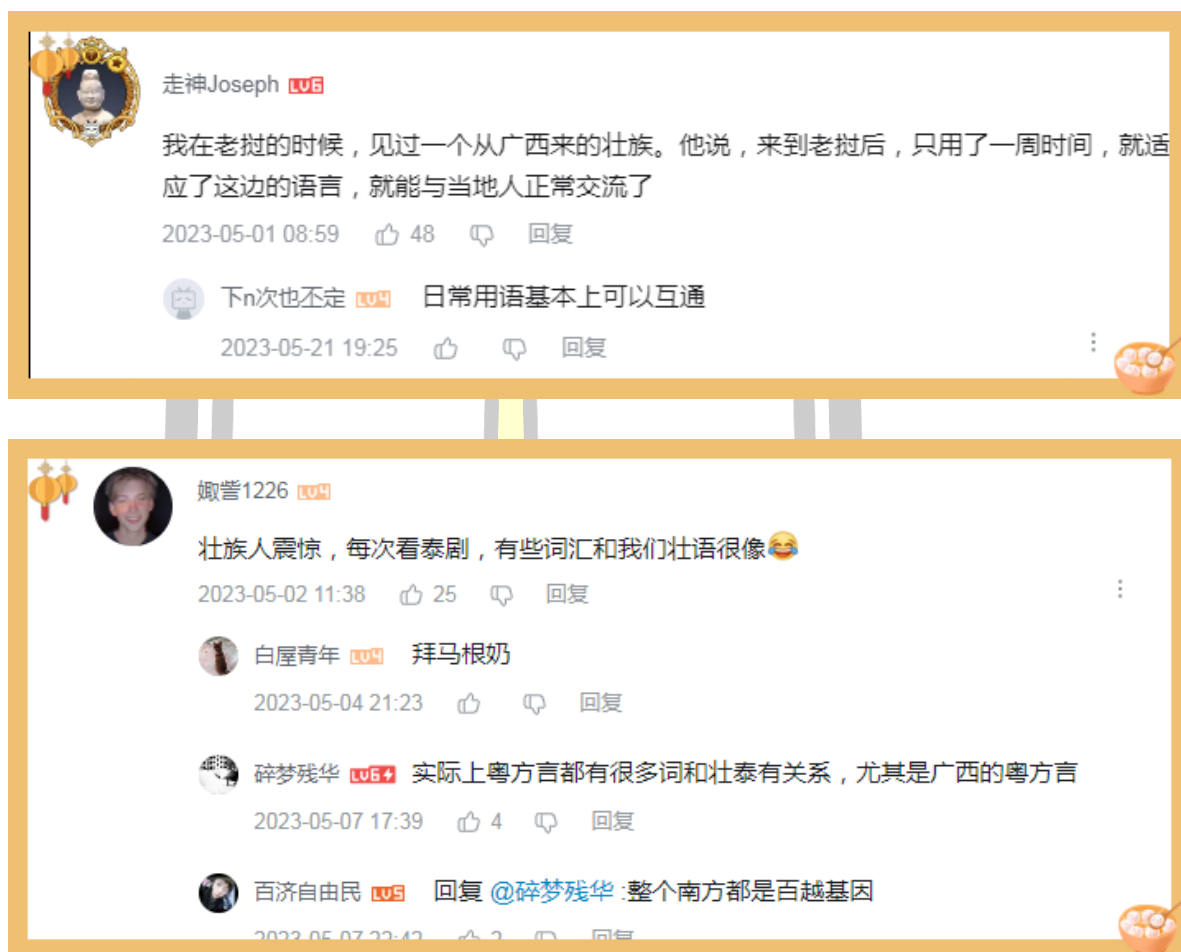 走神Joseph LV6
我在老挝的时候，见过一个从广西来的壮族。他说，来到老挝后，只用了一周时间，就适
应了这边的语言，就能与当地人正常交流了
2023-05-01 08:59 48 回复
下n次也不定 LV4 日常用语基本上可以互通
2023-05-21 19:25 回复
娵訾1226 LV4
壮族人震惊，每次看泰剧，有些词汇和我们壮语很像😂
2023-05-02 11:38 25 回复
白屋青年 LV4 拜马根奶
2023-05-04 21:23 回复
碎梦残华 LV6 实际上粤方言都有很多词和壮泰有关系，尤其是广西的粤方言
2023-05-07 17:39 4 回复
百济自由民 LV5 回复 @碎梦残华 :整个南方都是百越基因
2023-05-07 22:42 2 回复